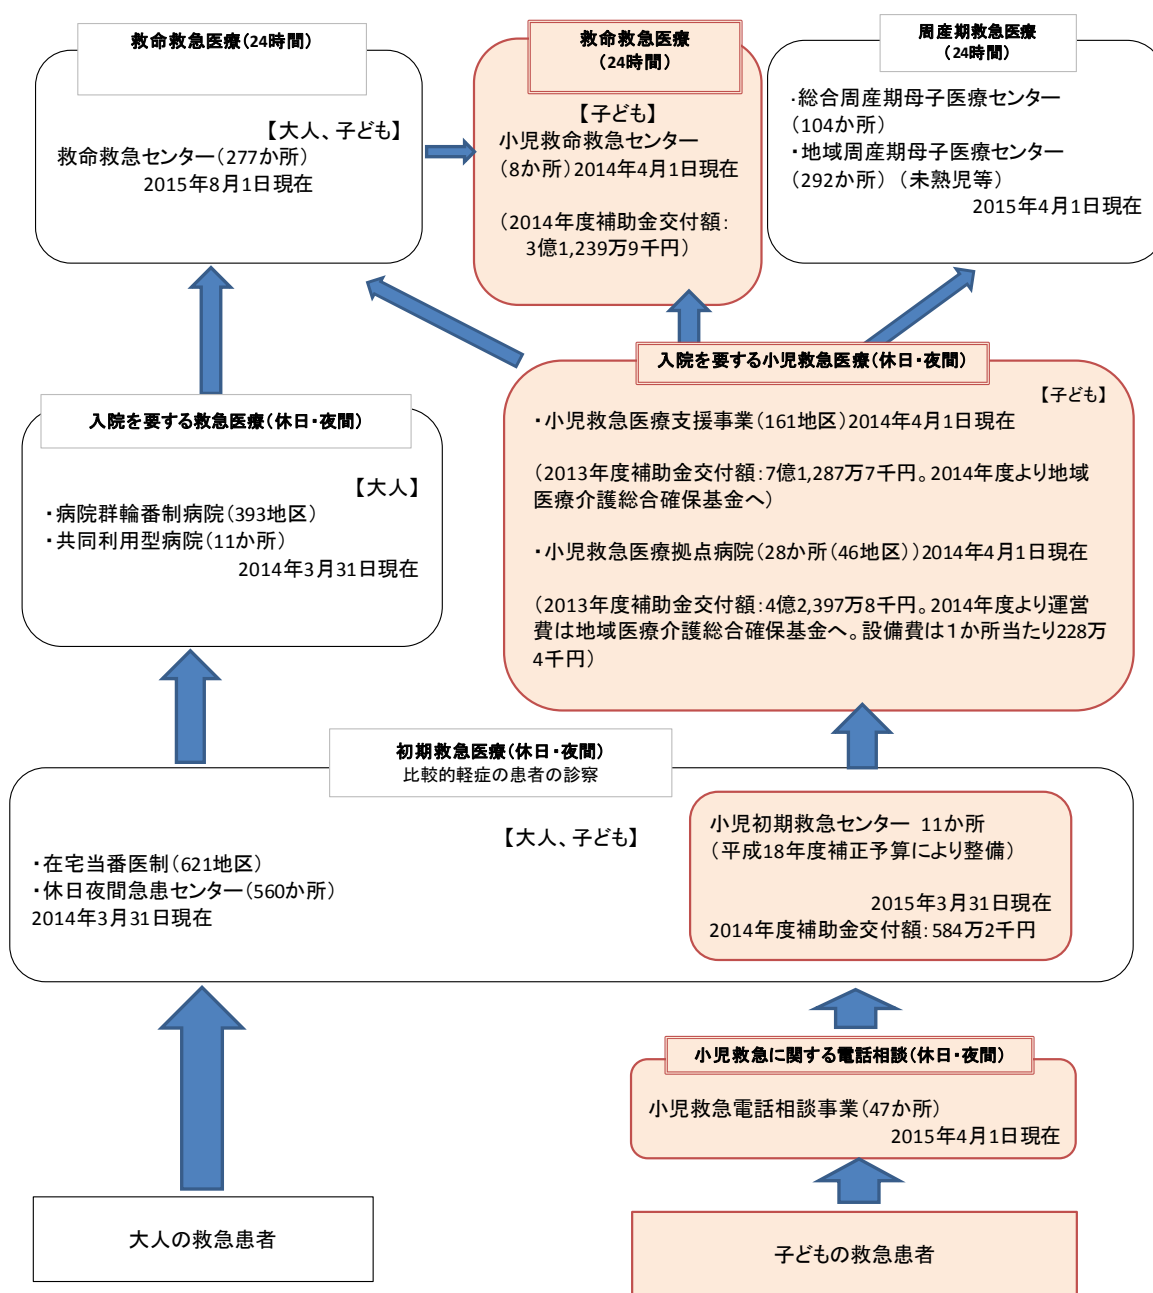 救命救急医療(24時間)
【大人、子ども】
救命救急センター(277か所)
2015年8月1日現在
救命救急医療
(24時間)
【子ども】
小児救命救急センター
(8か所)2014年4月1日現在
(2014年度補助金交付額:
3億1,239万9千円)
周産期救急医療
(24時間)
・総合周産期母子医療センター
(104か所)
・地域周産期母子医療センター
(292か所) (未熟児等)
2015年4月1日現在
入院を要する救急医療(休日・夜間)
【大人】
・病院群輪番制病院(393地区)
・共同利用型病院(11か所)
2014年3月31日現在
入院を要する小児救急医療(休日・夜間)
【子ども】
・小児救急医療支援事業(161地区)2014年4月1日現在
(2013年度補助金交付額:7億1,287万7千円。2014年度より地域
医療介護総合確保基金へ)
・小児救急医療拠点病院(28か所(46地区))2014年4月1日現在
(2013年度補助金交付額:4億2,397万8千円。2014年度より運営
費は地域医療介護総合確保基金へ。設備費は1か所当たり228万
4千円)
初期救急医療(休日・夜間)
比較的軽症の患者の診察
【大人、子ども】
・在宅当番医制(621地区)
・休日夜間急患センター(560か所)
2014年3月31日現在
小児初期救急センター 11か所
(平成18年度補正予算により整備)
2015年3月31日現在
2014年度補助金交付額:584万2千円
小児救急に関する電話相談(休日・夜間)
小児救急電話相談事業(47か所)
2015年4月1日現在
大人の救急患者
子どもの救急患者